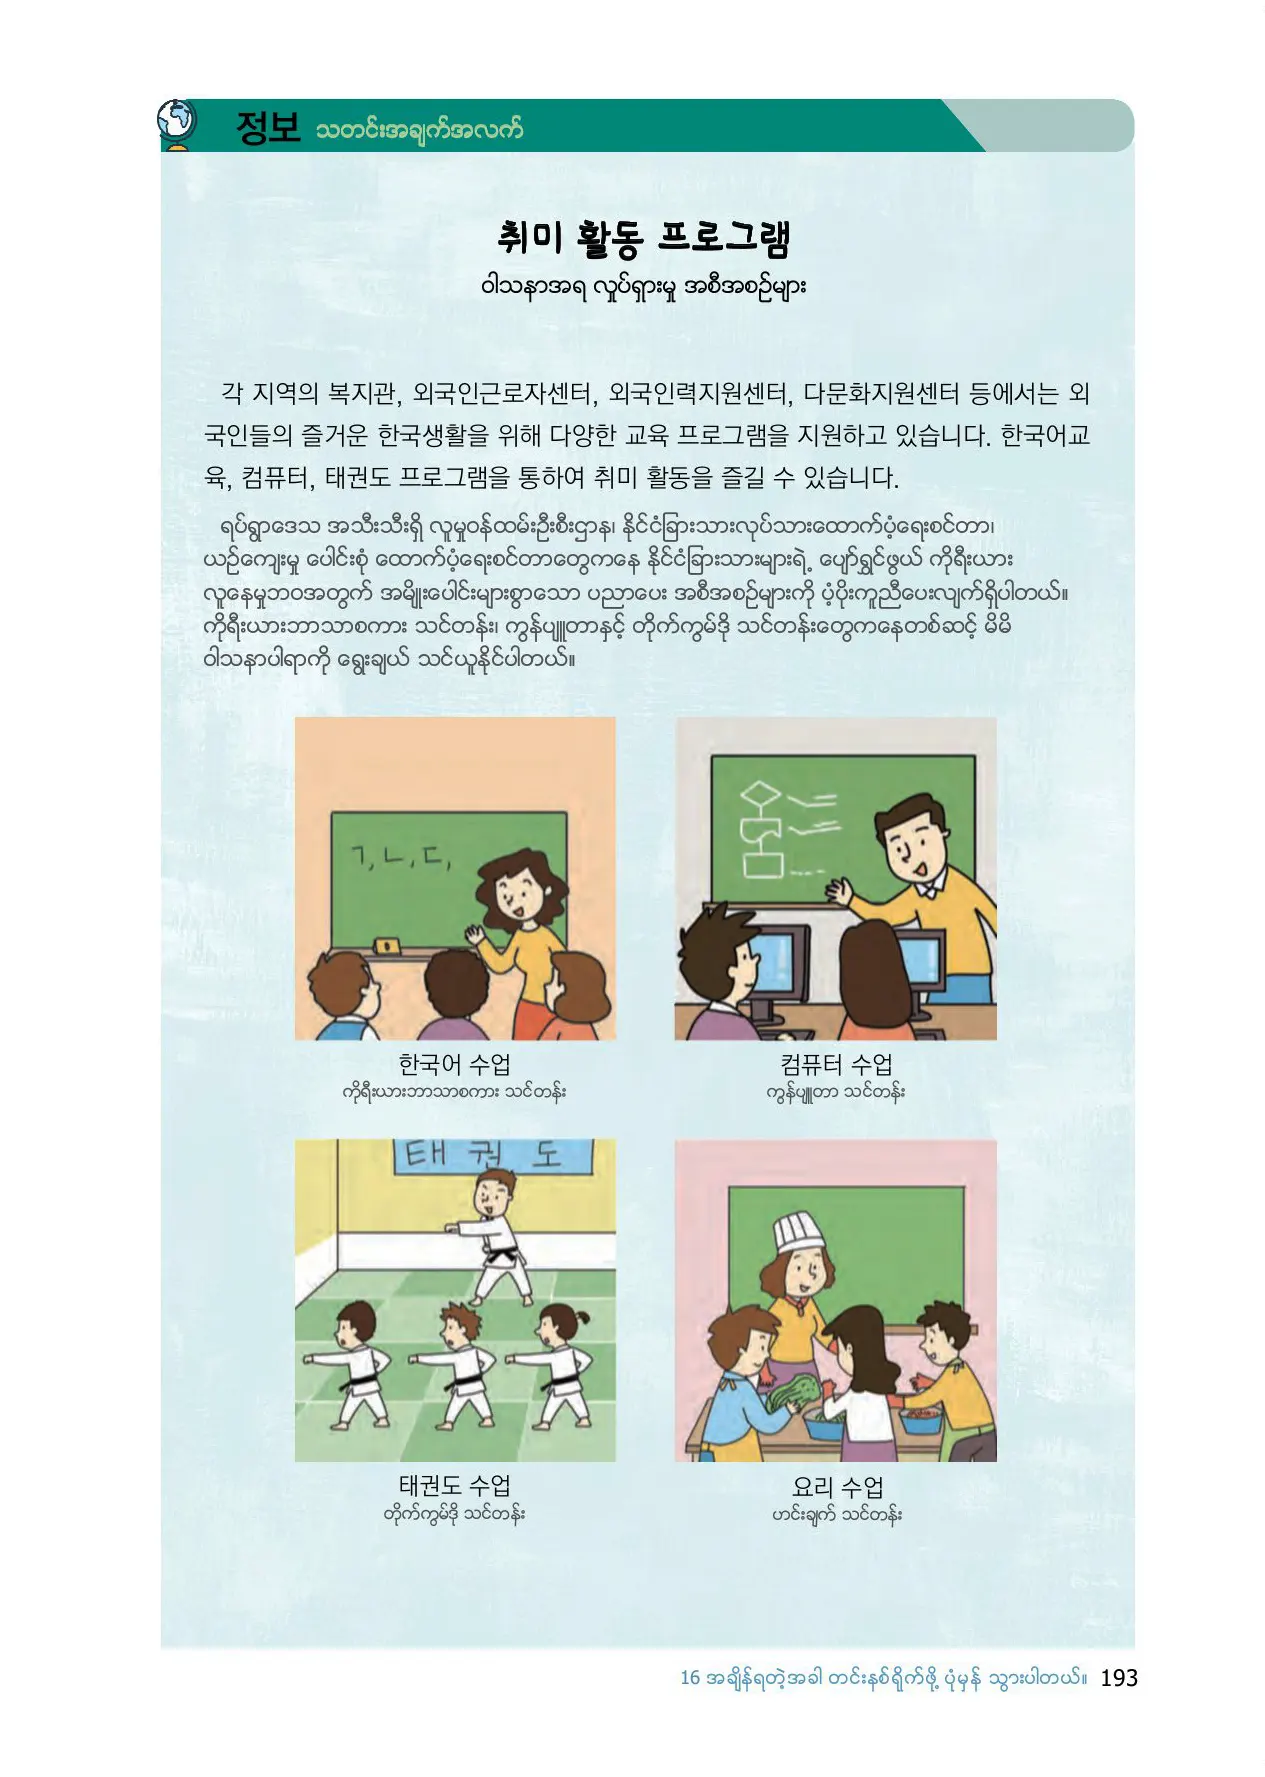 정보 သတင်းအချက်အလက်
취미 활동 프로그램
ဝါသနာအရ လှုပ်ရှားမှု အစီအစဉ်များ
각 지역의 복지관, 외국인근로자센터, 외국인력지원센터, 다문화지원센터 등에서는 외
국인들의 즐거운 한국생활을 위해 다양한 교육 프로그램을 지원하고 있습니다. 한국어교
육, 컴퓨터, 태권도 프로그램을 통하여 취미 활동을 즐길 수 있습니다.
ရပ်ရွာဒေသ အသီးသီးရှိ လူမှုဝန်ထမ်းဦးစီးဌာန၊ နိုင်ငံခြားသားလုပ်သားထောက်ပံ့ရေးစင်တာ၊
ယဉ်ကျေးမှု ပေါင်းစုံ ထောက်ပံ့ရေးစင်တာတွေကနေ နိုင်ငံခြားသားများရဲ့ ပျော်ရွှင်ဖွယ် ကိုရီးယား
လူနေမှုဘဝအတွက် အမျိုးပေါင်းများစွာသော ပညာပေး အစီအစဉ်များကို ပံ့ပိုးကူညီပေးလျက်ရှိပါတယ်။
ကိုရီးယားဘာသာစကား သင်တန်း၊ ကွန်ပျူတာနှင့် တိုက်ကွမ်ဒို သင်တန်းတွေကနေတစ်ဆင့် မိမိ
ဝါသနာပါရာကို ရွေးချယ် သင်ယူနိုင်ပါတယ်။
ㄱ, ㄴ, ㄷ,
한국어 수업
ကိုရီးယားဘာသာစကား သင်တန်း
컴퓨터 수업
ကွန်ပျူတာ သင်တန်း
태권도
태권도 수업
တိုက်ကွမ်ဒို သင်တန်း
요리 수업
ဟင်းချက် သင်တန်း
16 အချိန်ရတဲ့အခါ တင်းနစ်ရိုက်ဖို့ ပုံမှန် သွားပါတယ်။ 193